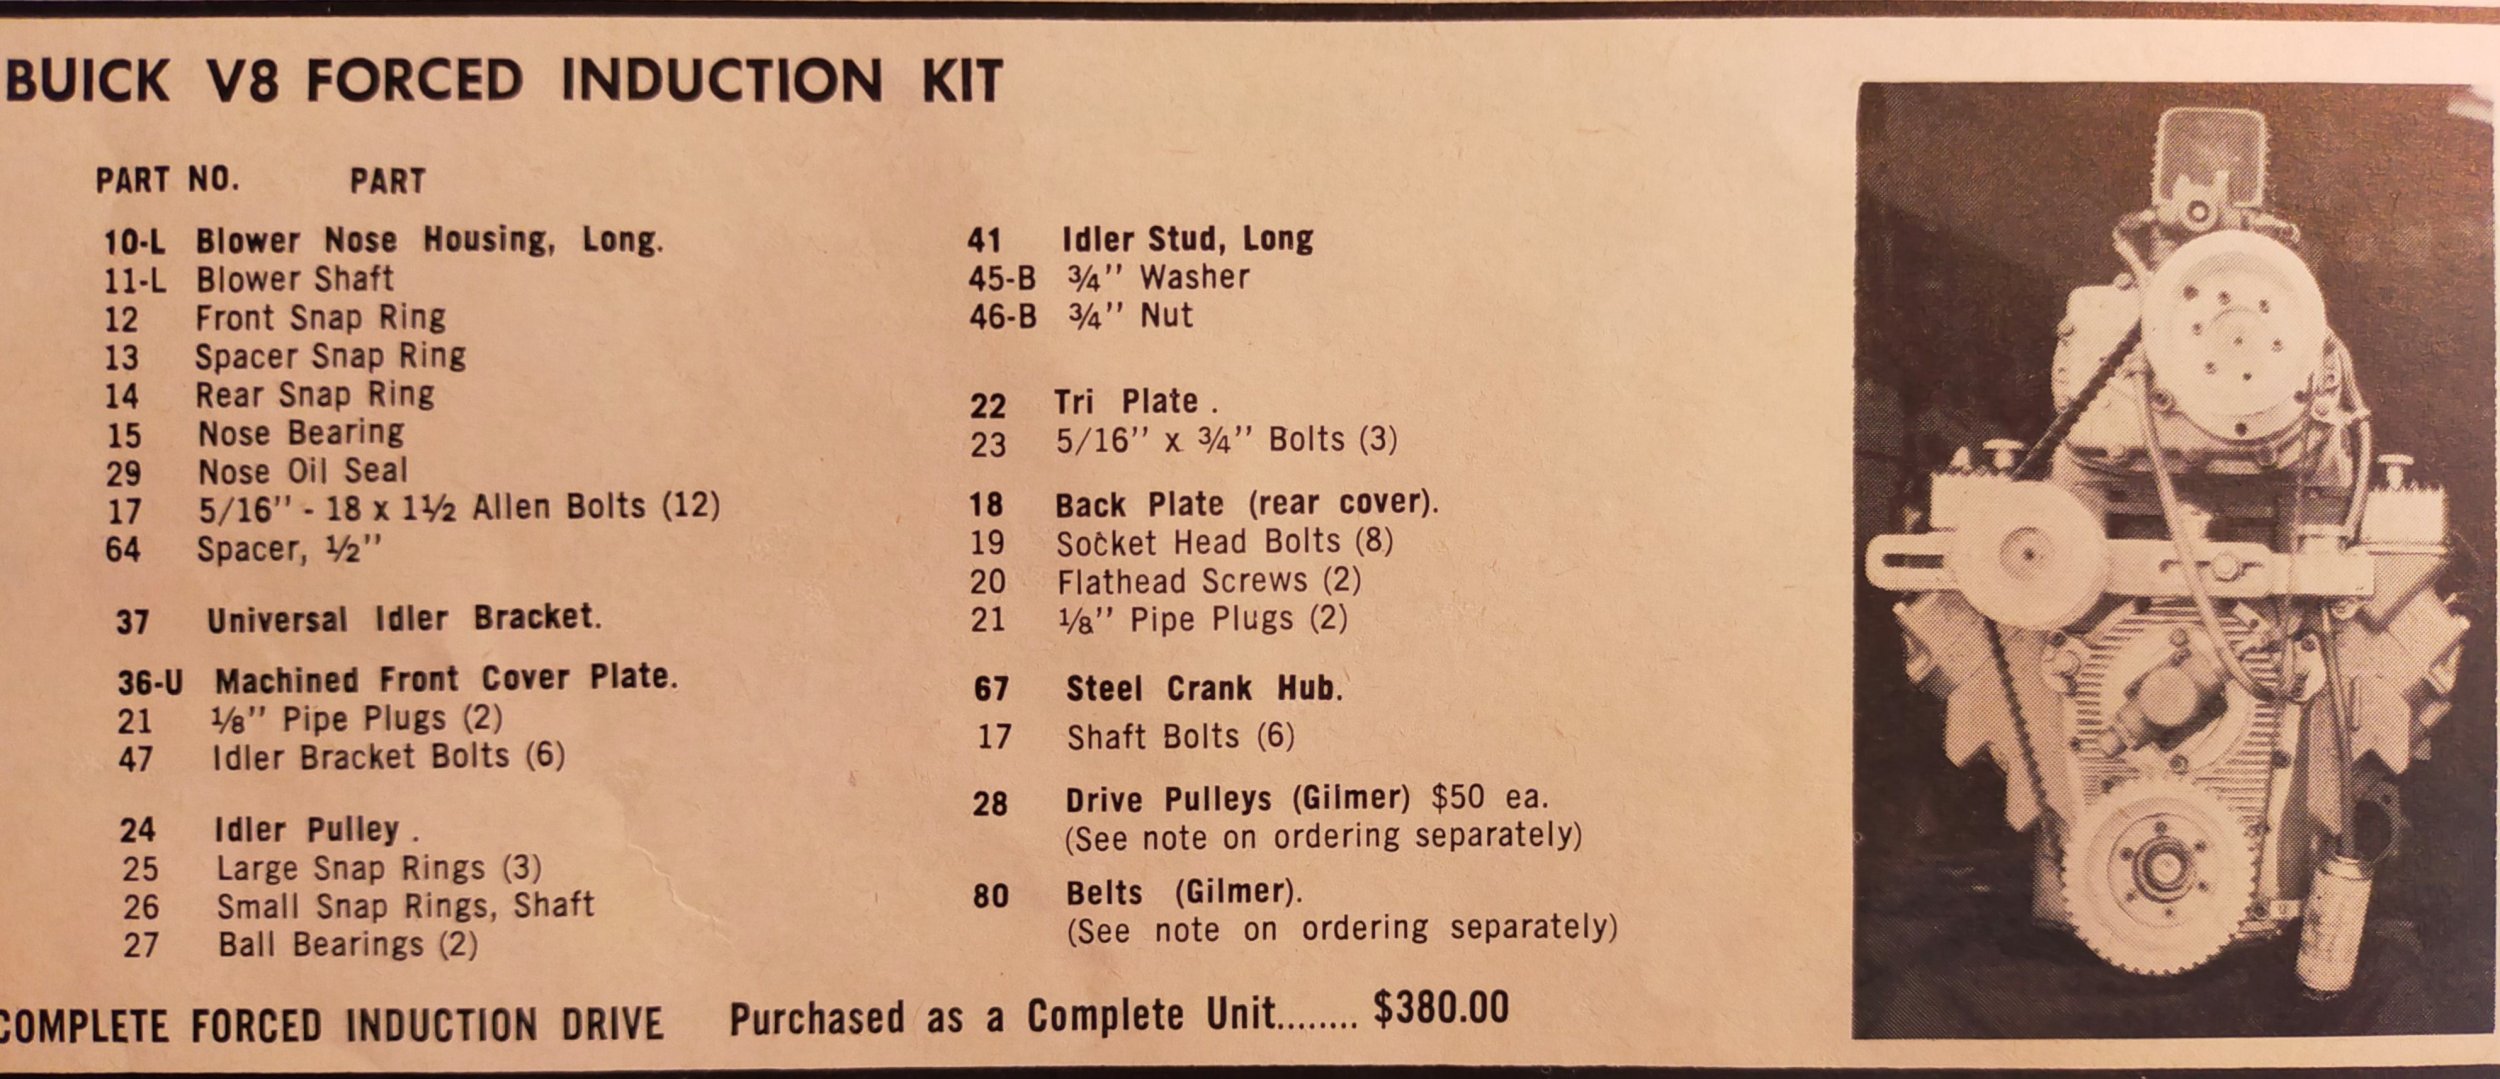 BUICK V8 FORCED INDUCTION KIT
PART NO. PART
10-L Blower Nose Housing, Long.
11-L Blower Shaft
12 Front Snap Ring
13 Spacer Snap Ring
14 Rear Snap Ring
15 Nose Bearing
29 Nose Oil Seal
17 5/16" - 18 x 1½ Allen Bolts (12)
64 Spacer, ½"
37 Universal Idler Bracket.
36-U Machined Front Cover Plate.
21 ⅛" Pipe Plugs (2)
47 Idler Bracket Bolts (6)
24 Idler Pulley .
25 Large Snap Rings (3)
26 Small Snap Rings, Shaft
27 Ball Bearings (2)
41 Idler Stud, Long
45-B ¾" Washer
46-B ¾" Nut
22 Tri Plate .
23 5/16" x ¾" Bolts (3)
18 Back Plate (rear cover).
19 Socket Head Bolts (8)
20 Flathead Screws (2)
21 ⅛" Pipe Plugs (2)
67 Steel Crank Hub.
17 Shaft Bolts (6)
28 Drive Pulleys (Gilmer) $50 ea.
(See note on ordering separately)
80 Belts (Gilmer).
(See note on ordering separately)
COMPLETE FORCED INDUCTION DRIVE Purchased as a Complete Unit........ $380.00